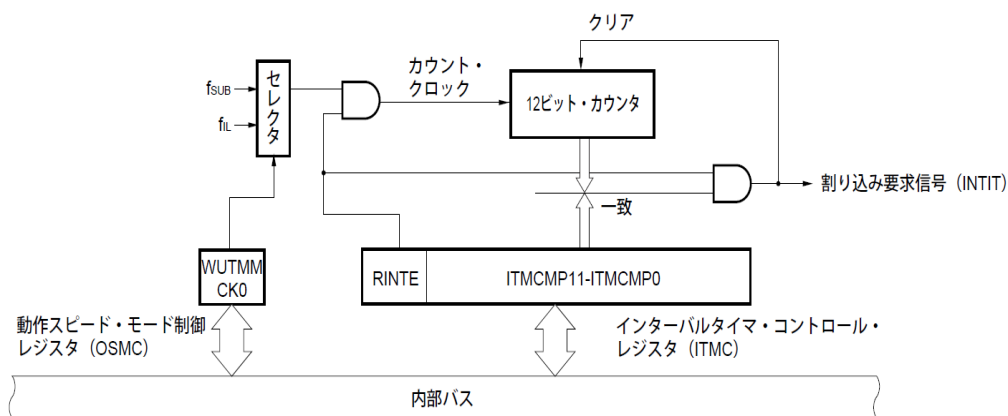 クリア
カウント・
クロック
セレクタ
fSUB
fIL
12ビット・カウンタ
割り込み要求信号（INTIT）
一致
WUTMM
CK0
RINTE
ITMCMP11-ITMCMP0
動作スピード・モード制御
レジスタ（OSMC）
インターバルタイマ・コントロール・
レジスタ（ITMC）
内部バス